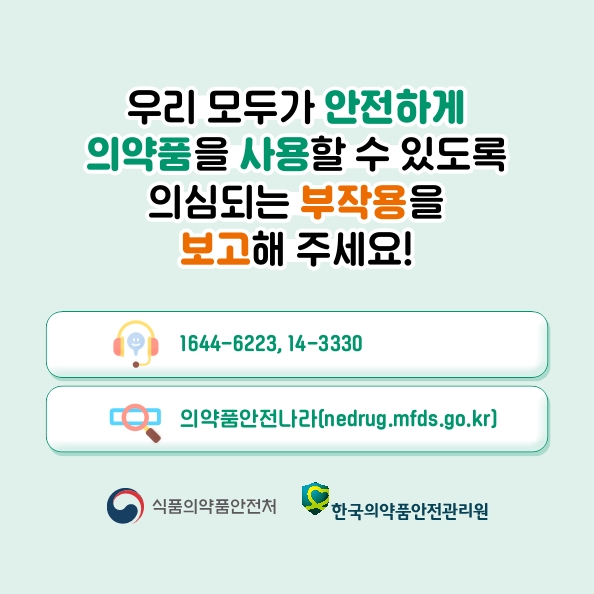 우리 모두가 안전하게
의약품을 사용할 수 있도록
의심되는 부작용을
보고해 주세요!
1644-6223, 14-3330
의약품안전나라(nedrug.mfds.go.kr)
식품의약품안전처
한국의약품안전관리원